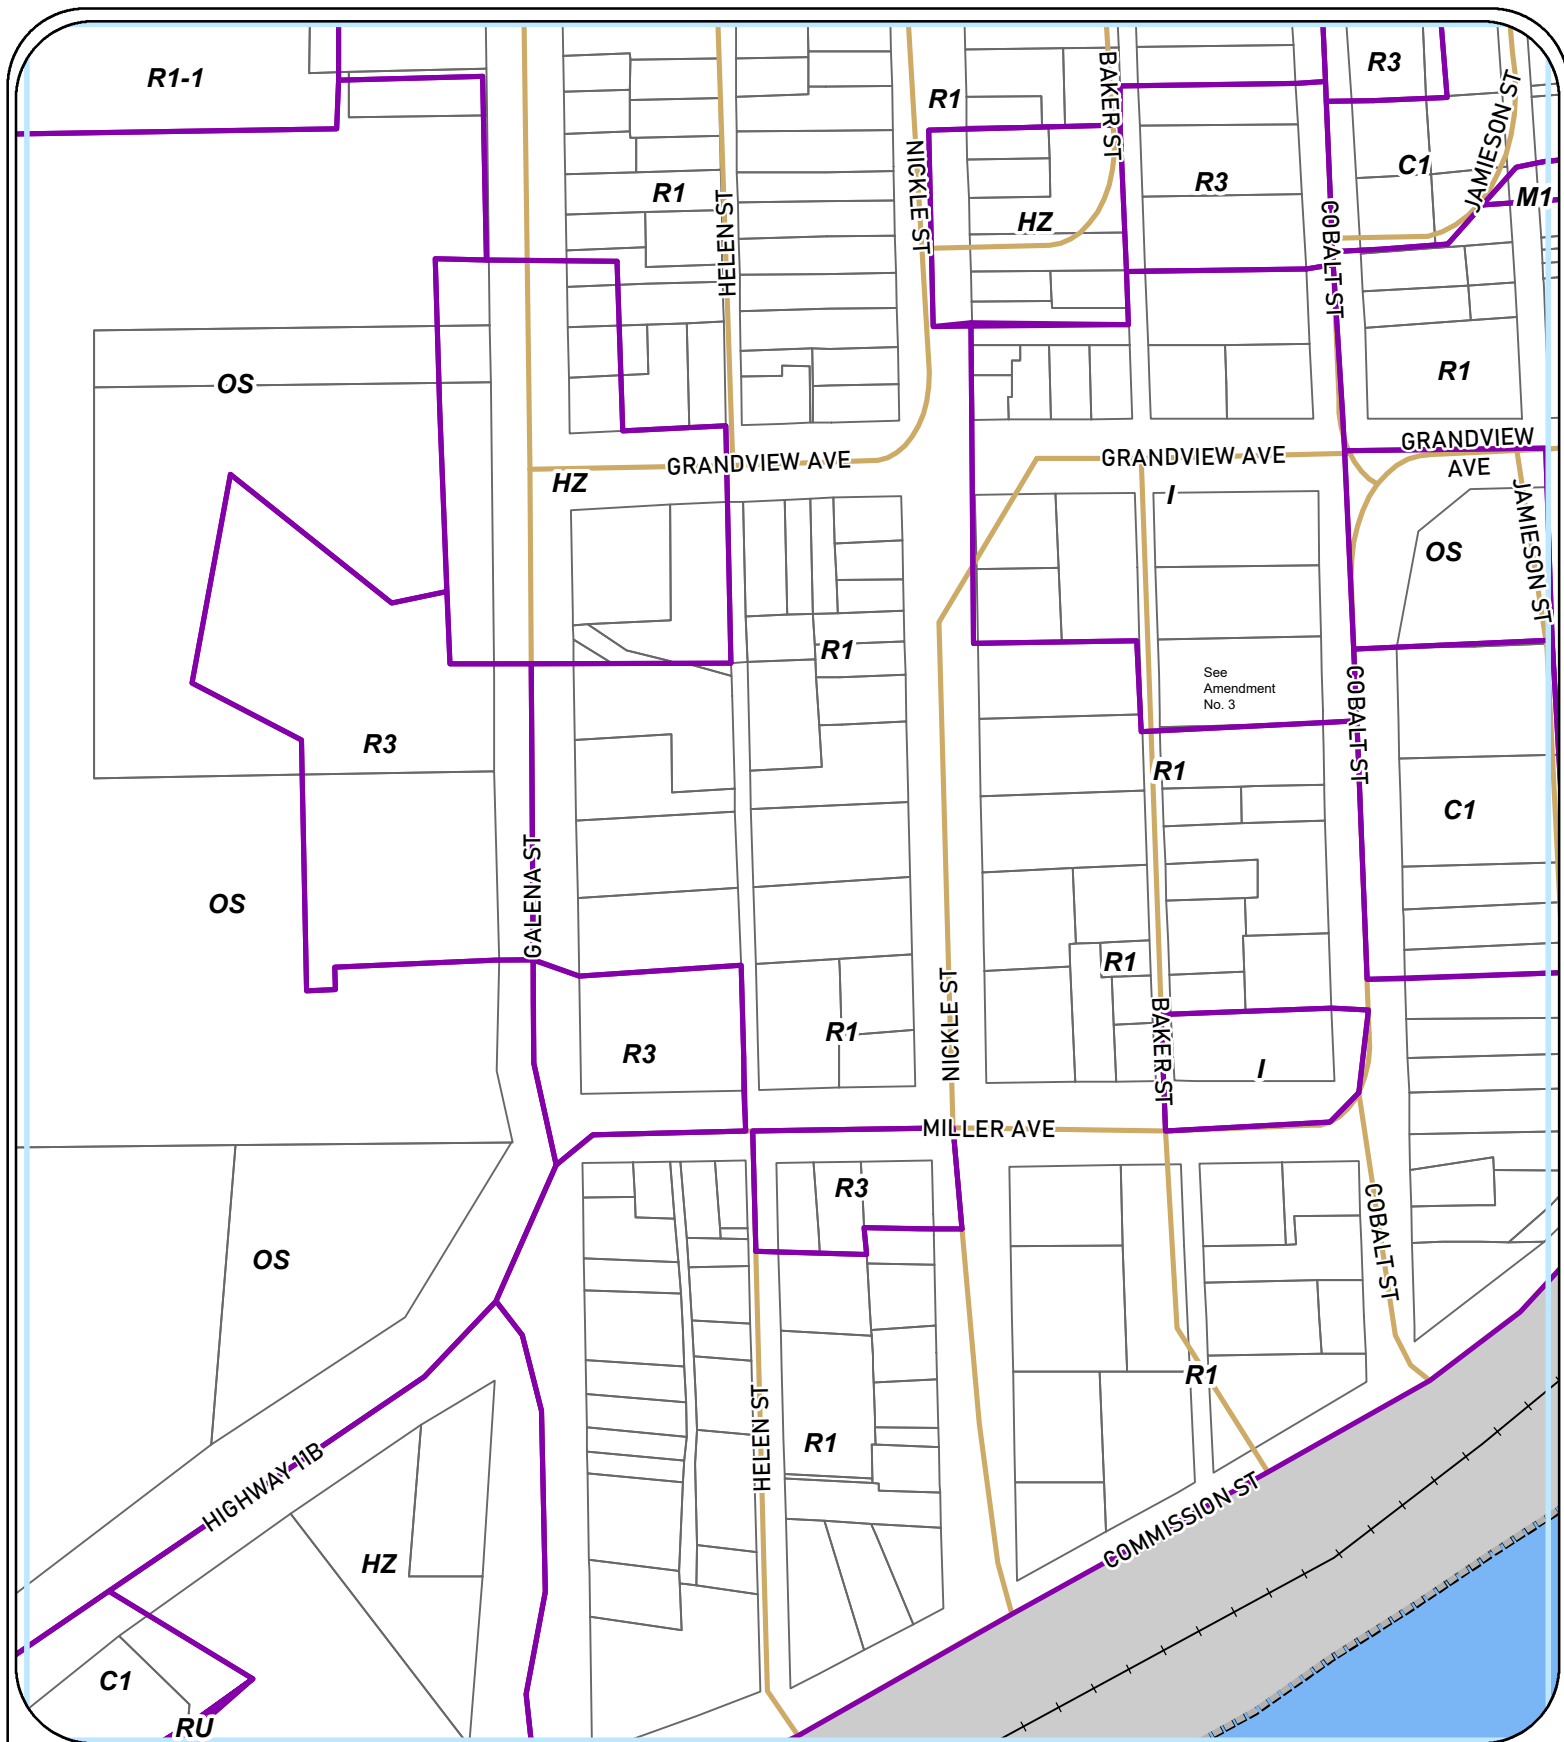 R1-1
R3
R1
BAKER ST
JAMIESON ST
C1
R1
R3
M1
NICKLE ST
HELEN ST
HZ
COBALT ST
OS
R1
GRANDVIEW AVE
GRANDVIEW AVE
GRANDVIEW
AVE
HZ
I
JAMIESON ST
OS
R1
See
Amendment
No. 3
COBALT ST
R3
R1
C1
GALENA ST
OS
R1
NICKLE ST
R1
R3
BAKER ST
I
MILLER AVE
R3
COBALT ST
OS
R1
HELEN ST
R1
HIGHWAY 11B
COMMISSION ST
HZ
C1
RU